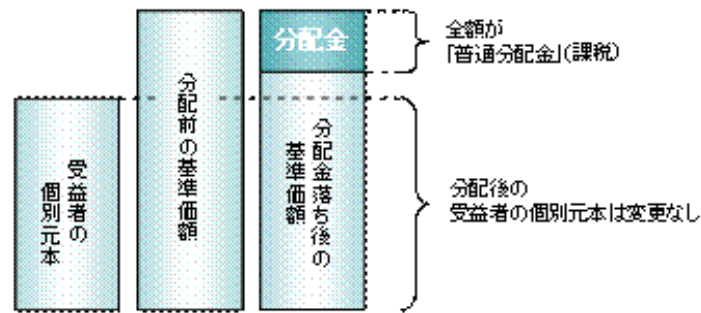 受益者の
個別元本
分配前の基準価額
分配金
分配金落ち後の
基準価額
全額が
「普通分配金」(課税)
分配後の
受益者の個別元本は変更なし